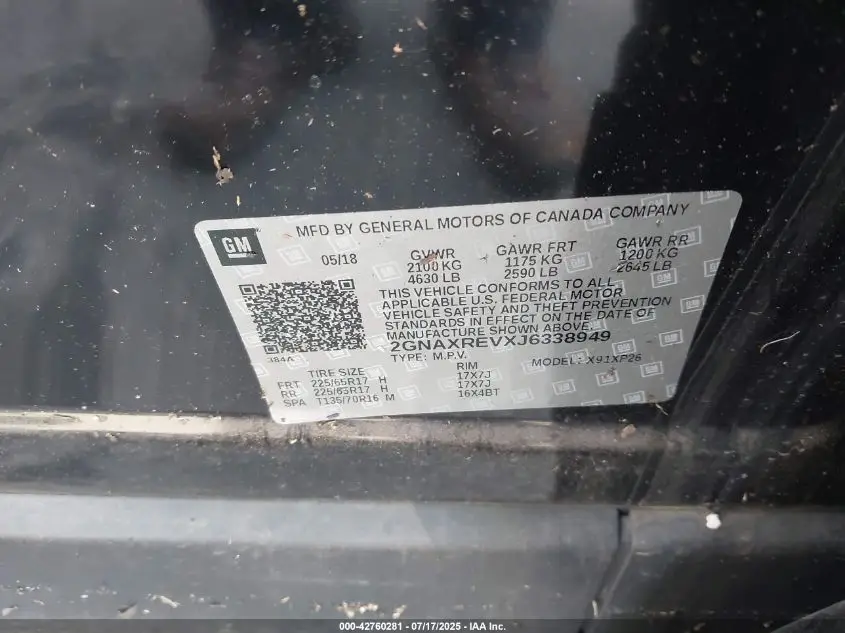 MFD BY GENERAL MOTORS OF CANADA COMPANY
GM
05/18 GVWR GAWR FRT GAWR RR
2100 KG 1175 KG 1200 KG
4630 LB 2590 LB 2645 LB
THIS VEHICLE CONFORMS TO ALL
APPLICABLE U.S. FEDERAL MOTOR
VEHICLE SAFETY AND THEFT PREVENTION
STANDARDS IN EFFECT ON THE DATE OF
MANUFACTURE SHOWN ABOVE.
2GNAXREVXJ6338949
384A
TYPE: M.P.V. MODEL: X91XP26
TIRE SIZE RIM
FRT 225/65R17 H 17X7J
RR 225/65R17 H 17X7J
SPA T135/70R16 M 16X4BT
000-42760281 - 07/17/2025 - IAA Inc.